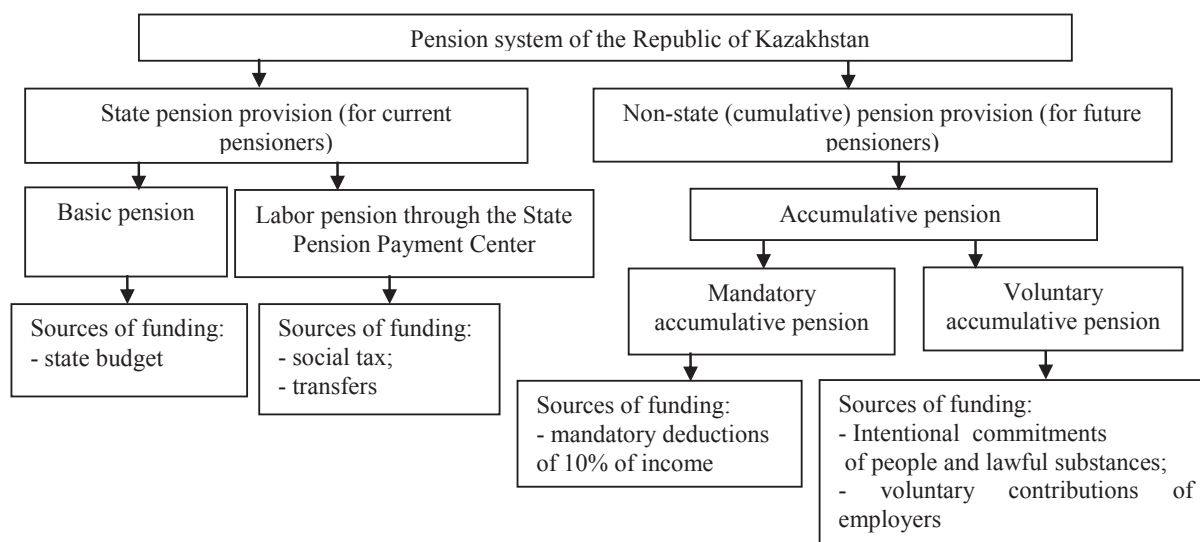 Pension system of the Republic of Kazakhstan
State pension provision (for current
pensioners)
Non-state (cumulative) pension provision (for future
pensioners)
Basic pension
Labor pension through the State
Pension Payment Center
Accumulative pension
Mandatory
accumulative pension
Voluntary
accumulative pension
Sources of funding:
- state budget
Sources of funding:
- social tax;
- transfers
Sources of funding:
- mandatory deductions
of 10% of income
Sources of funding:
- Intentional commitments
of people and lawful substances;
- voluntary contributions of
employers